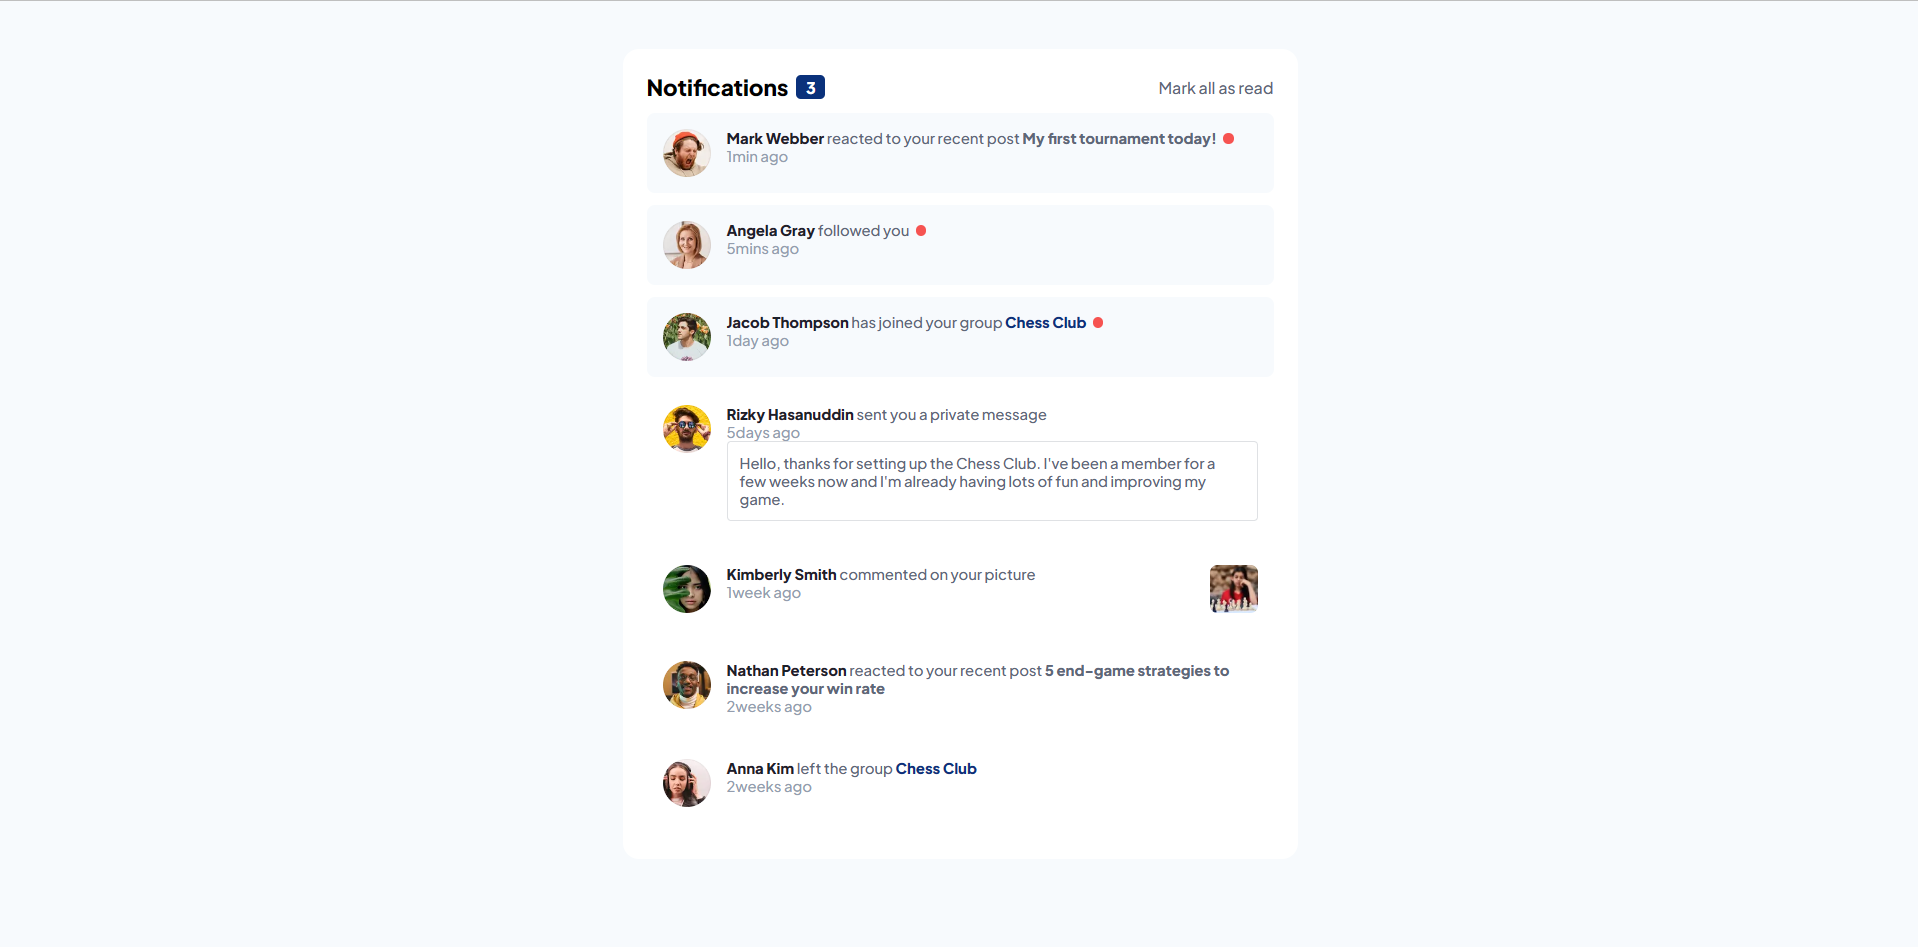 Notifications 3
Mark all as read
Mark Webber reacted to your recent post My first tournament today!
1min ago
Angela Gray followed you
5mins ago
Jacob Thompson has joined your group Chess Club
1day ago
Rizky Hasanuddin sent you a private message
5days ago
Hello, thanks for setting up the Chess Club. I've been a member for a
few weeks now and I'm already having lots of fun and improving my
game.
Kimberly Smith commented on your picture
1week ago
Nathan Peterson reacted to your recent post 5 end-game strategies to
increase your win rate
2weeks ago
Anna Kim left the group Chess Club
2weeks ago